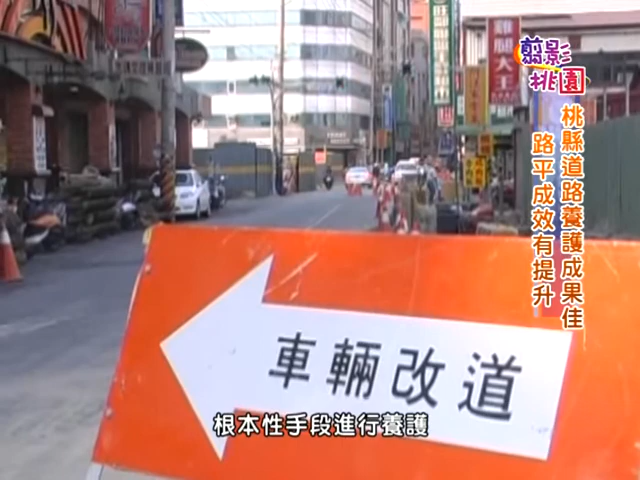 翦影
桃園
桃縣道路養護成果佳
路平成效有提升
車輛改道
根本性手段進行養護